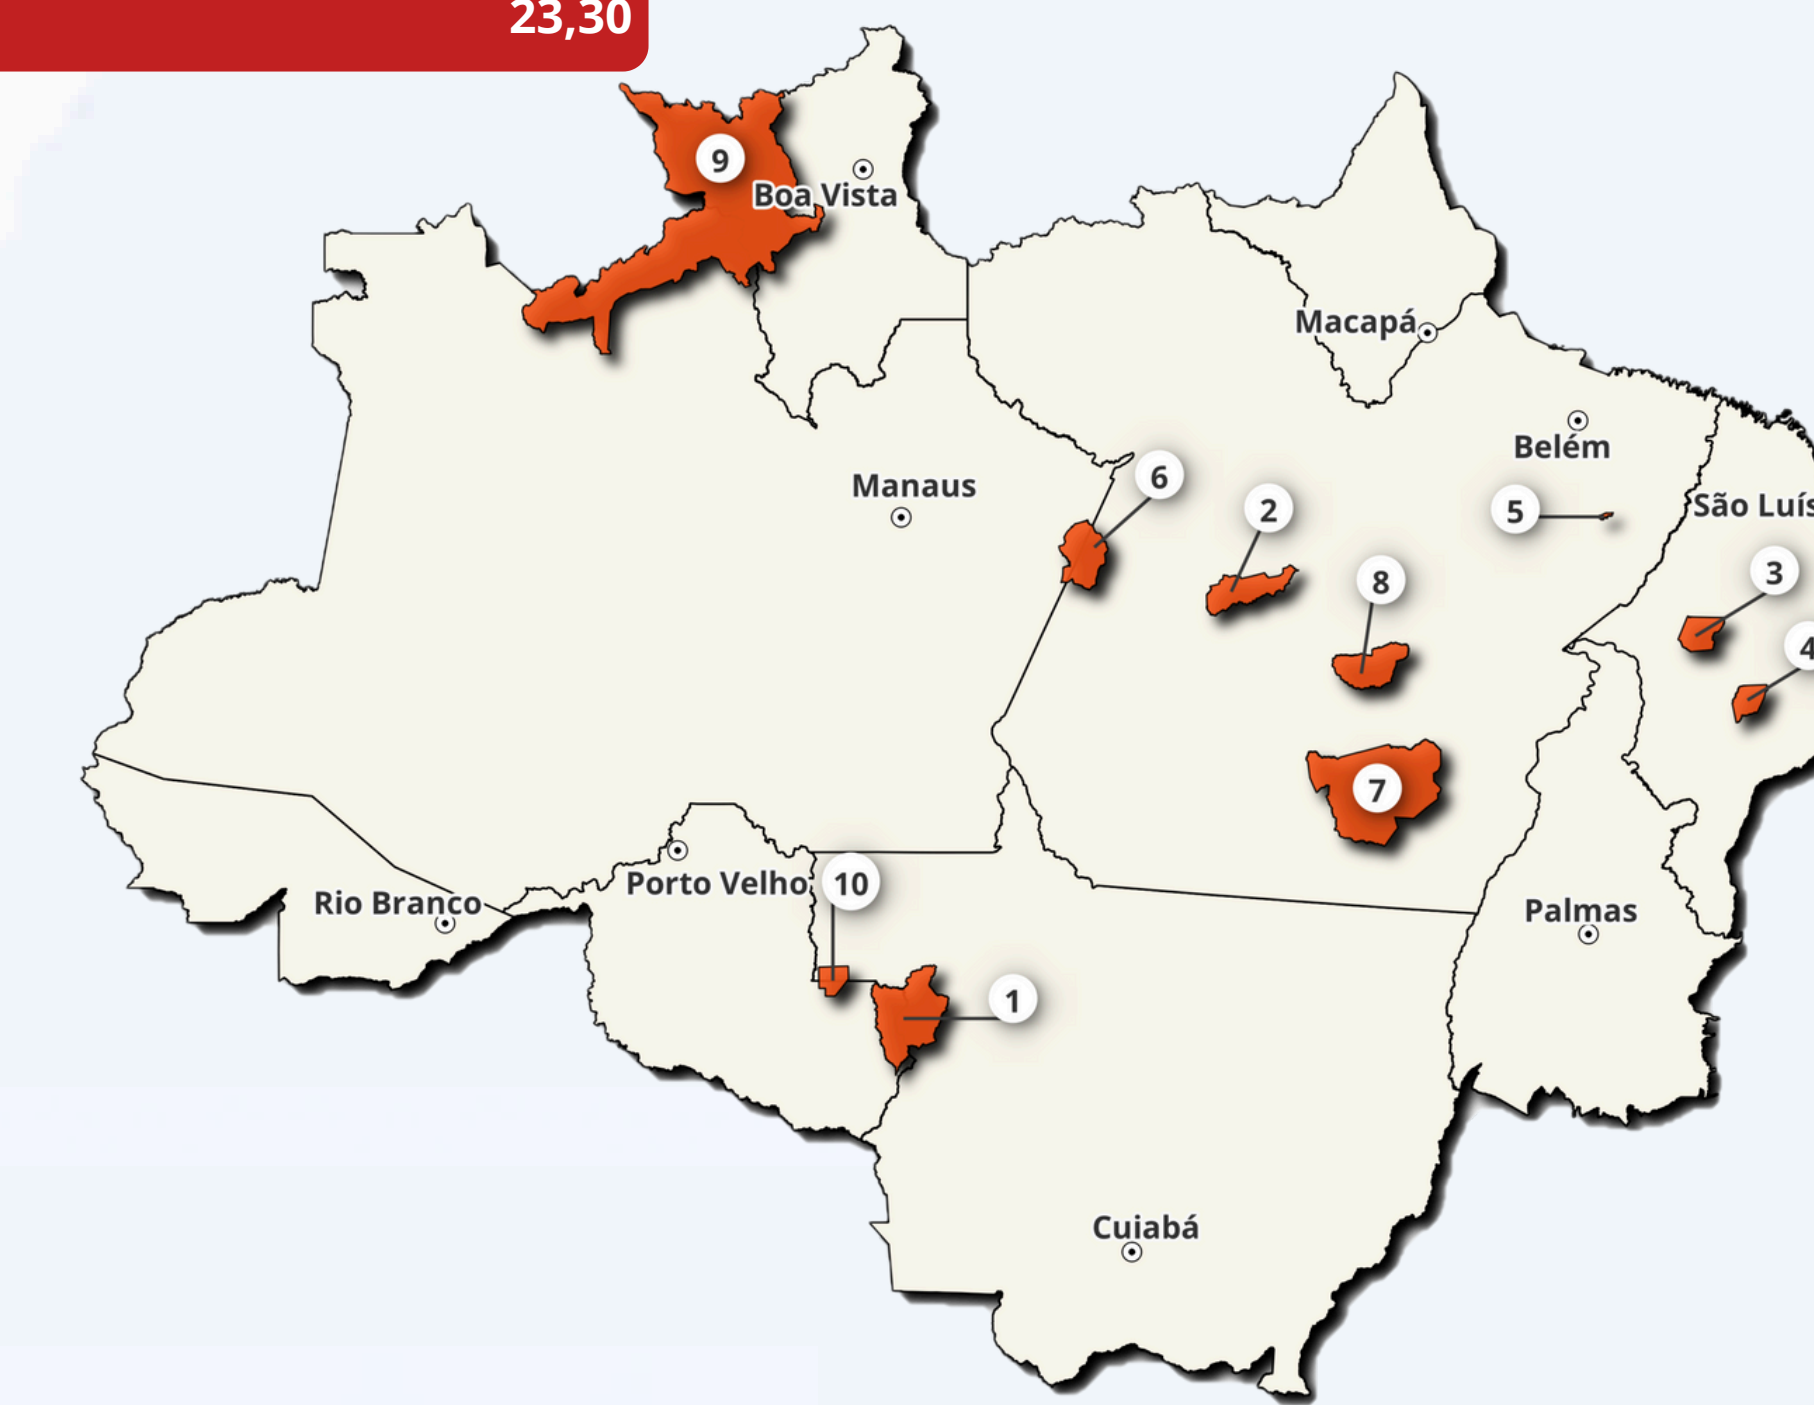 23,30
9
Boa Vista
Macapá
Belém
Manaus
6
2
5
São Luís
8
3
4
7
Porto Velho
10
Rio Branco
Palmas
1
Cuiabá